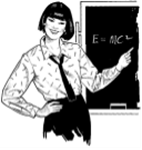 E = MC²